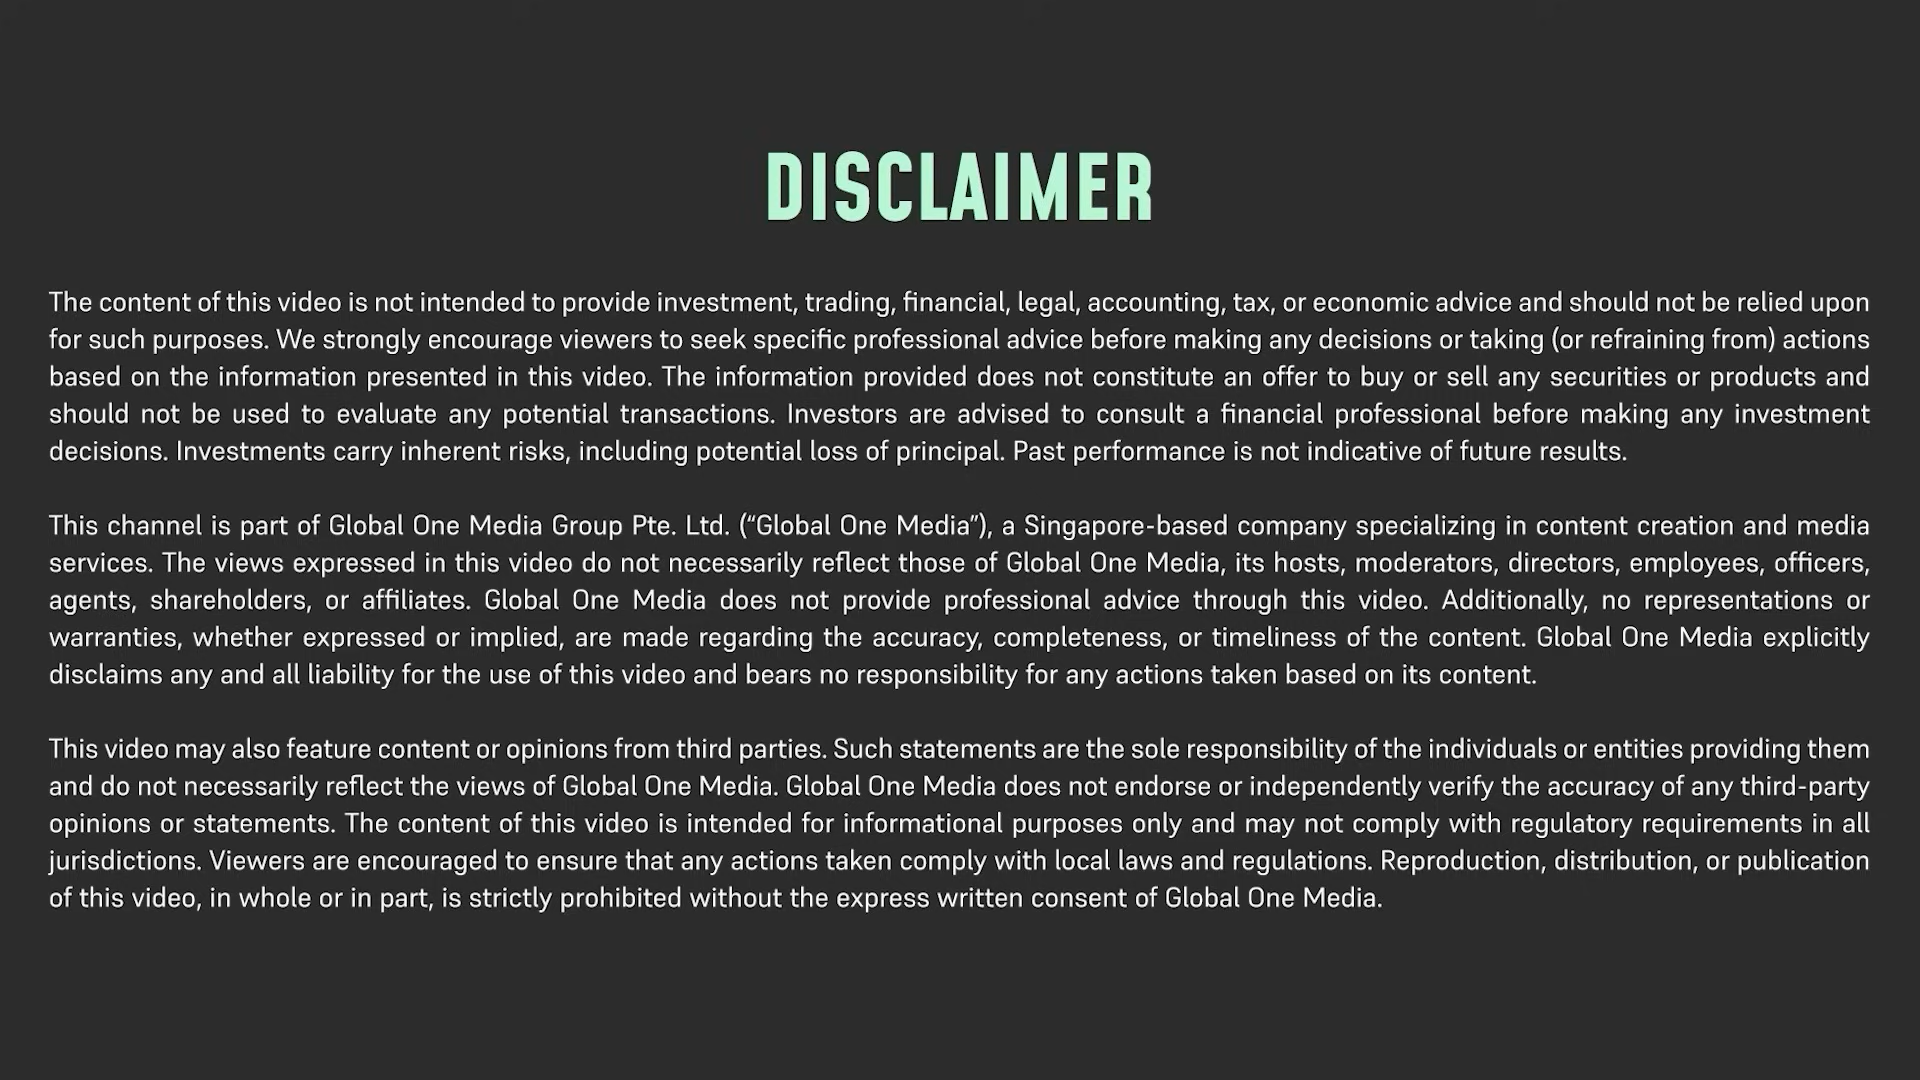 DISCLAIMER
The content of this video is not intended to provide investment, trading, financial, legal, accounting, tax, or economic advice and should not be relied upon
for such purposes. We strongly encourage viewers to seek specific professional advice before making any decisions or taking (or refraining from) actions
based on the information presented in this video. The information provided does not constitute an offer to buy or sell any securities or products and
should not be used to evaluate any potential transactions. Investors are advised to consult a financial professional before making any investment
decisions. Investments carry inherent risks, including potential loss of principal. Past performance is not indicative of future results.
This channel is part of Global One Media Group Pte. Ltd. (“Global One Media”), a Singapore-based company specializing in content creation and media
services. The views expressed in this video do not necessarily reflect those of Global One Media, its hosts, moderators, directors, employees, officers,
agents, shareholders, or affiliates. Global One Media does not provide professional advice through this video. Additionally, no representations or
warranties, whether expressed or implied, are made regarding the accuracy, completeness, or timeliness of the content. Global One Media explicitly
disclaims any and all liability for the use of this video and bears no responsibility for any actions taken based on its content.
This video may also feature content or opinions from third parties. Such statements are the sole responsibility of the individuals or entities providing them
and do not necessarily reflect the views of Global One Media. Global One Media does not endorse or independently verify the accuracy of any third-party
opinions or statements. The content of this video is intended for informational purposes only and may not comply with regulatory requirements in all
jurisdictions. Viewers are encouraged to ensure that any actions taken comply with local laws and regulations. Reproduction, distribution, or publication
of this video, in whole or in part, is strictly prohibited without the express written consent of Global One Media.